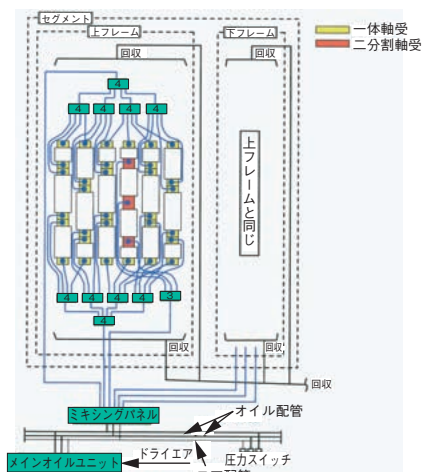 セグメント
上フレーム
回収
下フレーム
回収
一体軸受
二分割軸受
4
4
4
4
4
上フレームと同じ
4
4
4
4
3
4
回収
回収
回収
ミキシングパネル
オイル配管
ドライエア
圧力スイッチ
メインオイルユニット